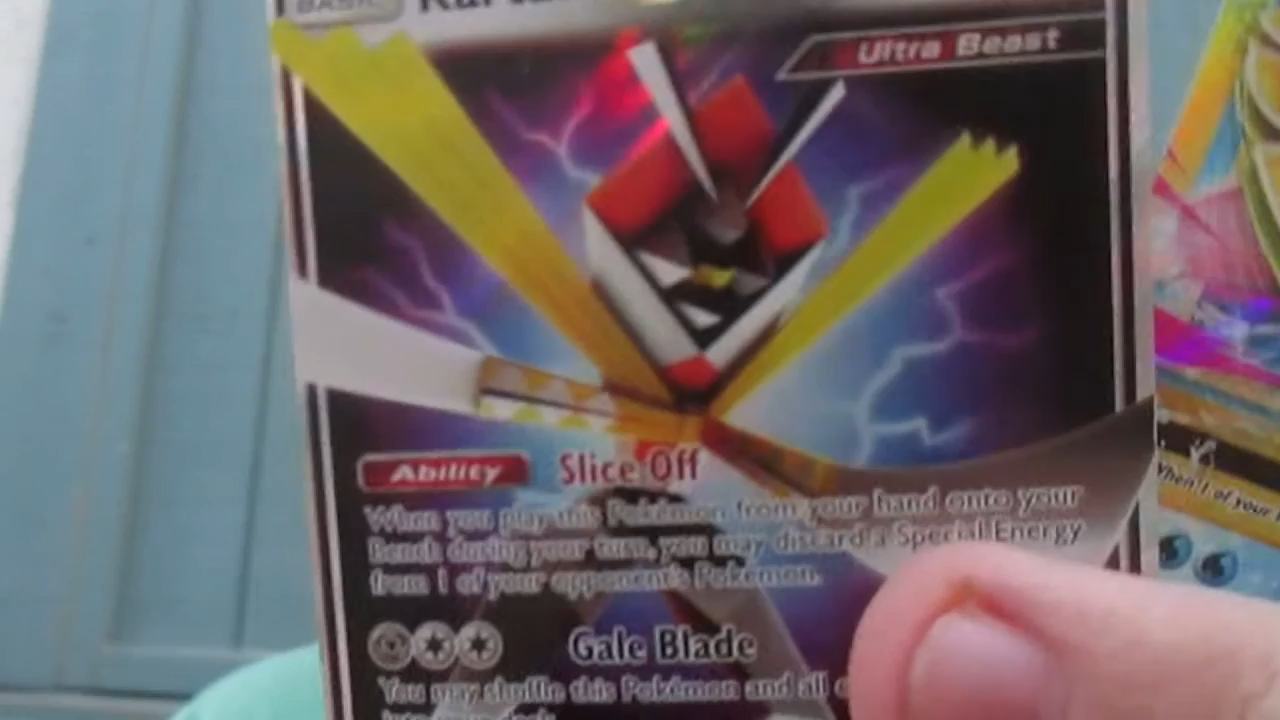 BASIC
Ultra Beast
Ability Slice Off
When you play this Pokémon from your hand onto your
Bench during your turn, you may discard a Special Energy
from 1 of your opponent's Pokémon.
Gale Blade
You may shuffle this Pokémon and all
When 1 of your